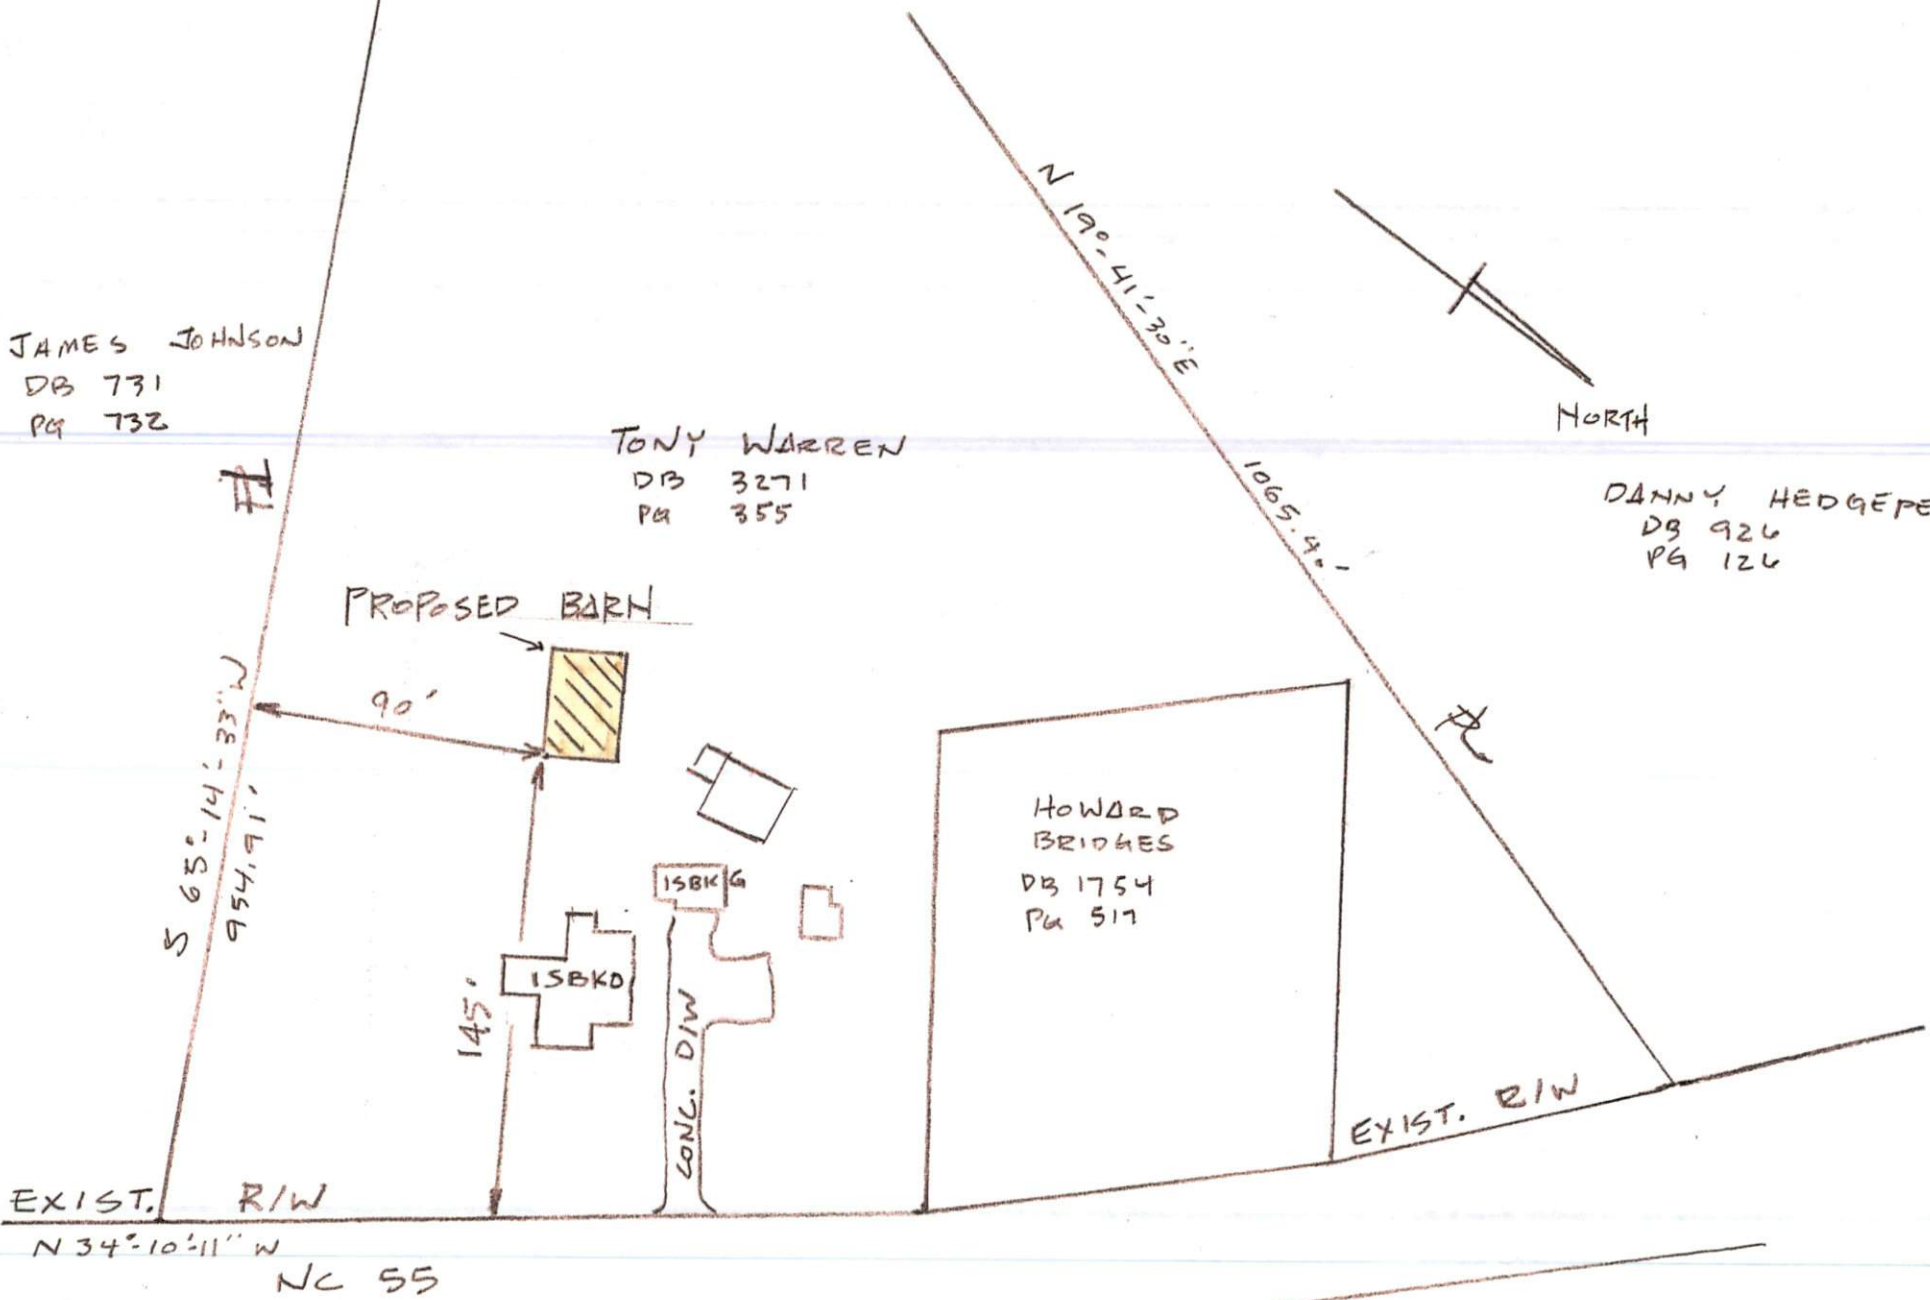 N 19°-41'-30"E
1065.40'
NORTH
JAMES JOHNSON
DB 731
PG 732
TONY WARREN
DB 3271
PG 355
DANNY HEDGEPE
DB 926
PG 126
PROPOSED BARN
90'
S 65°-14'-33"W
954.91'
HOWARD
BRIDGES
DB 1754
PG 517
1SBKG
1SBKD
145'
CONC. D/W
EXIST. R/W
EXIST. R/W
N 34°-10'-11" W
NC 55